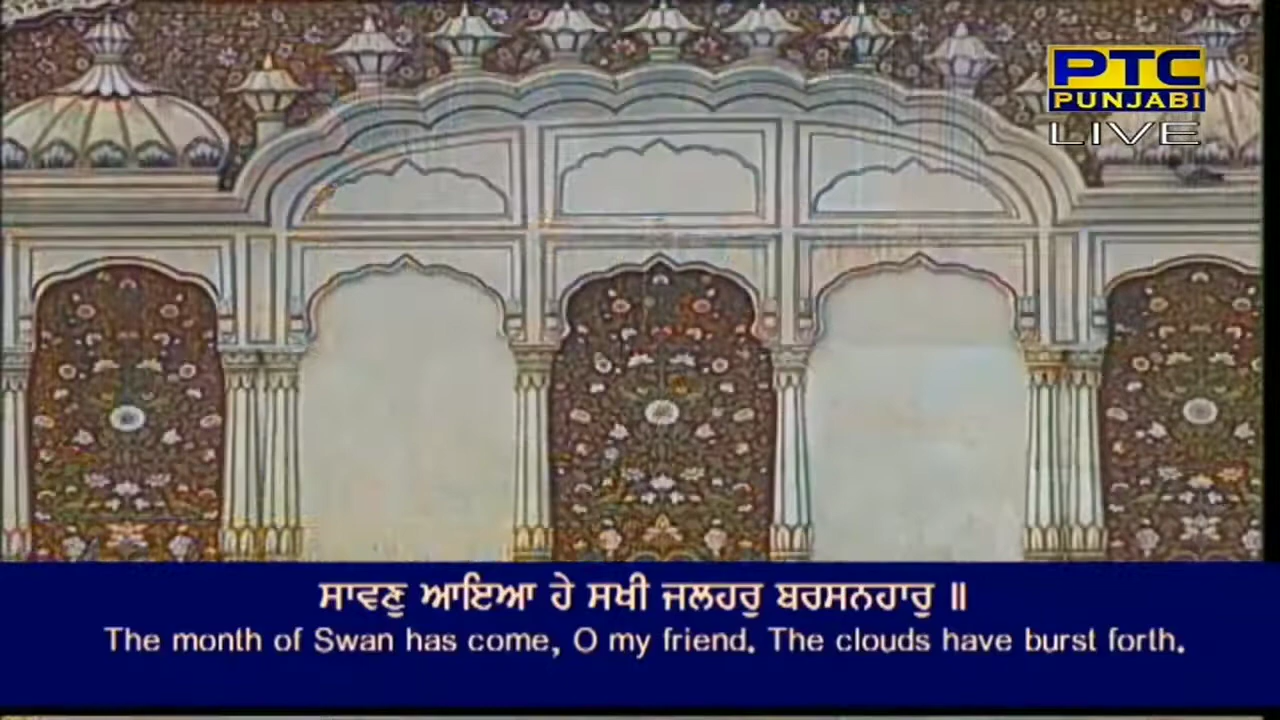 PTC
PUNJABI
LIVE
ਸਾਵਣੁ ਆਇਆ ਹੇ ਸਖੀ ਜਲਹਰੁ ਬਰਸਨਹਾਰੁ ॥
The month of Swan has come, O my friend. The clouds have burst forth.